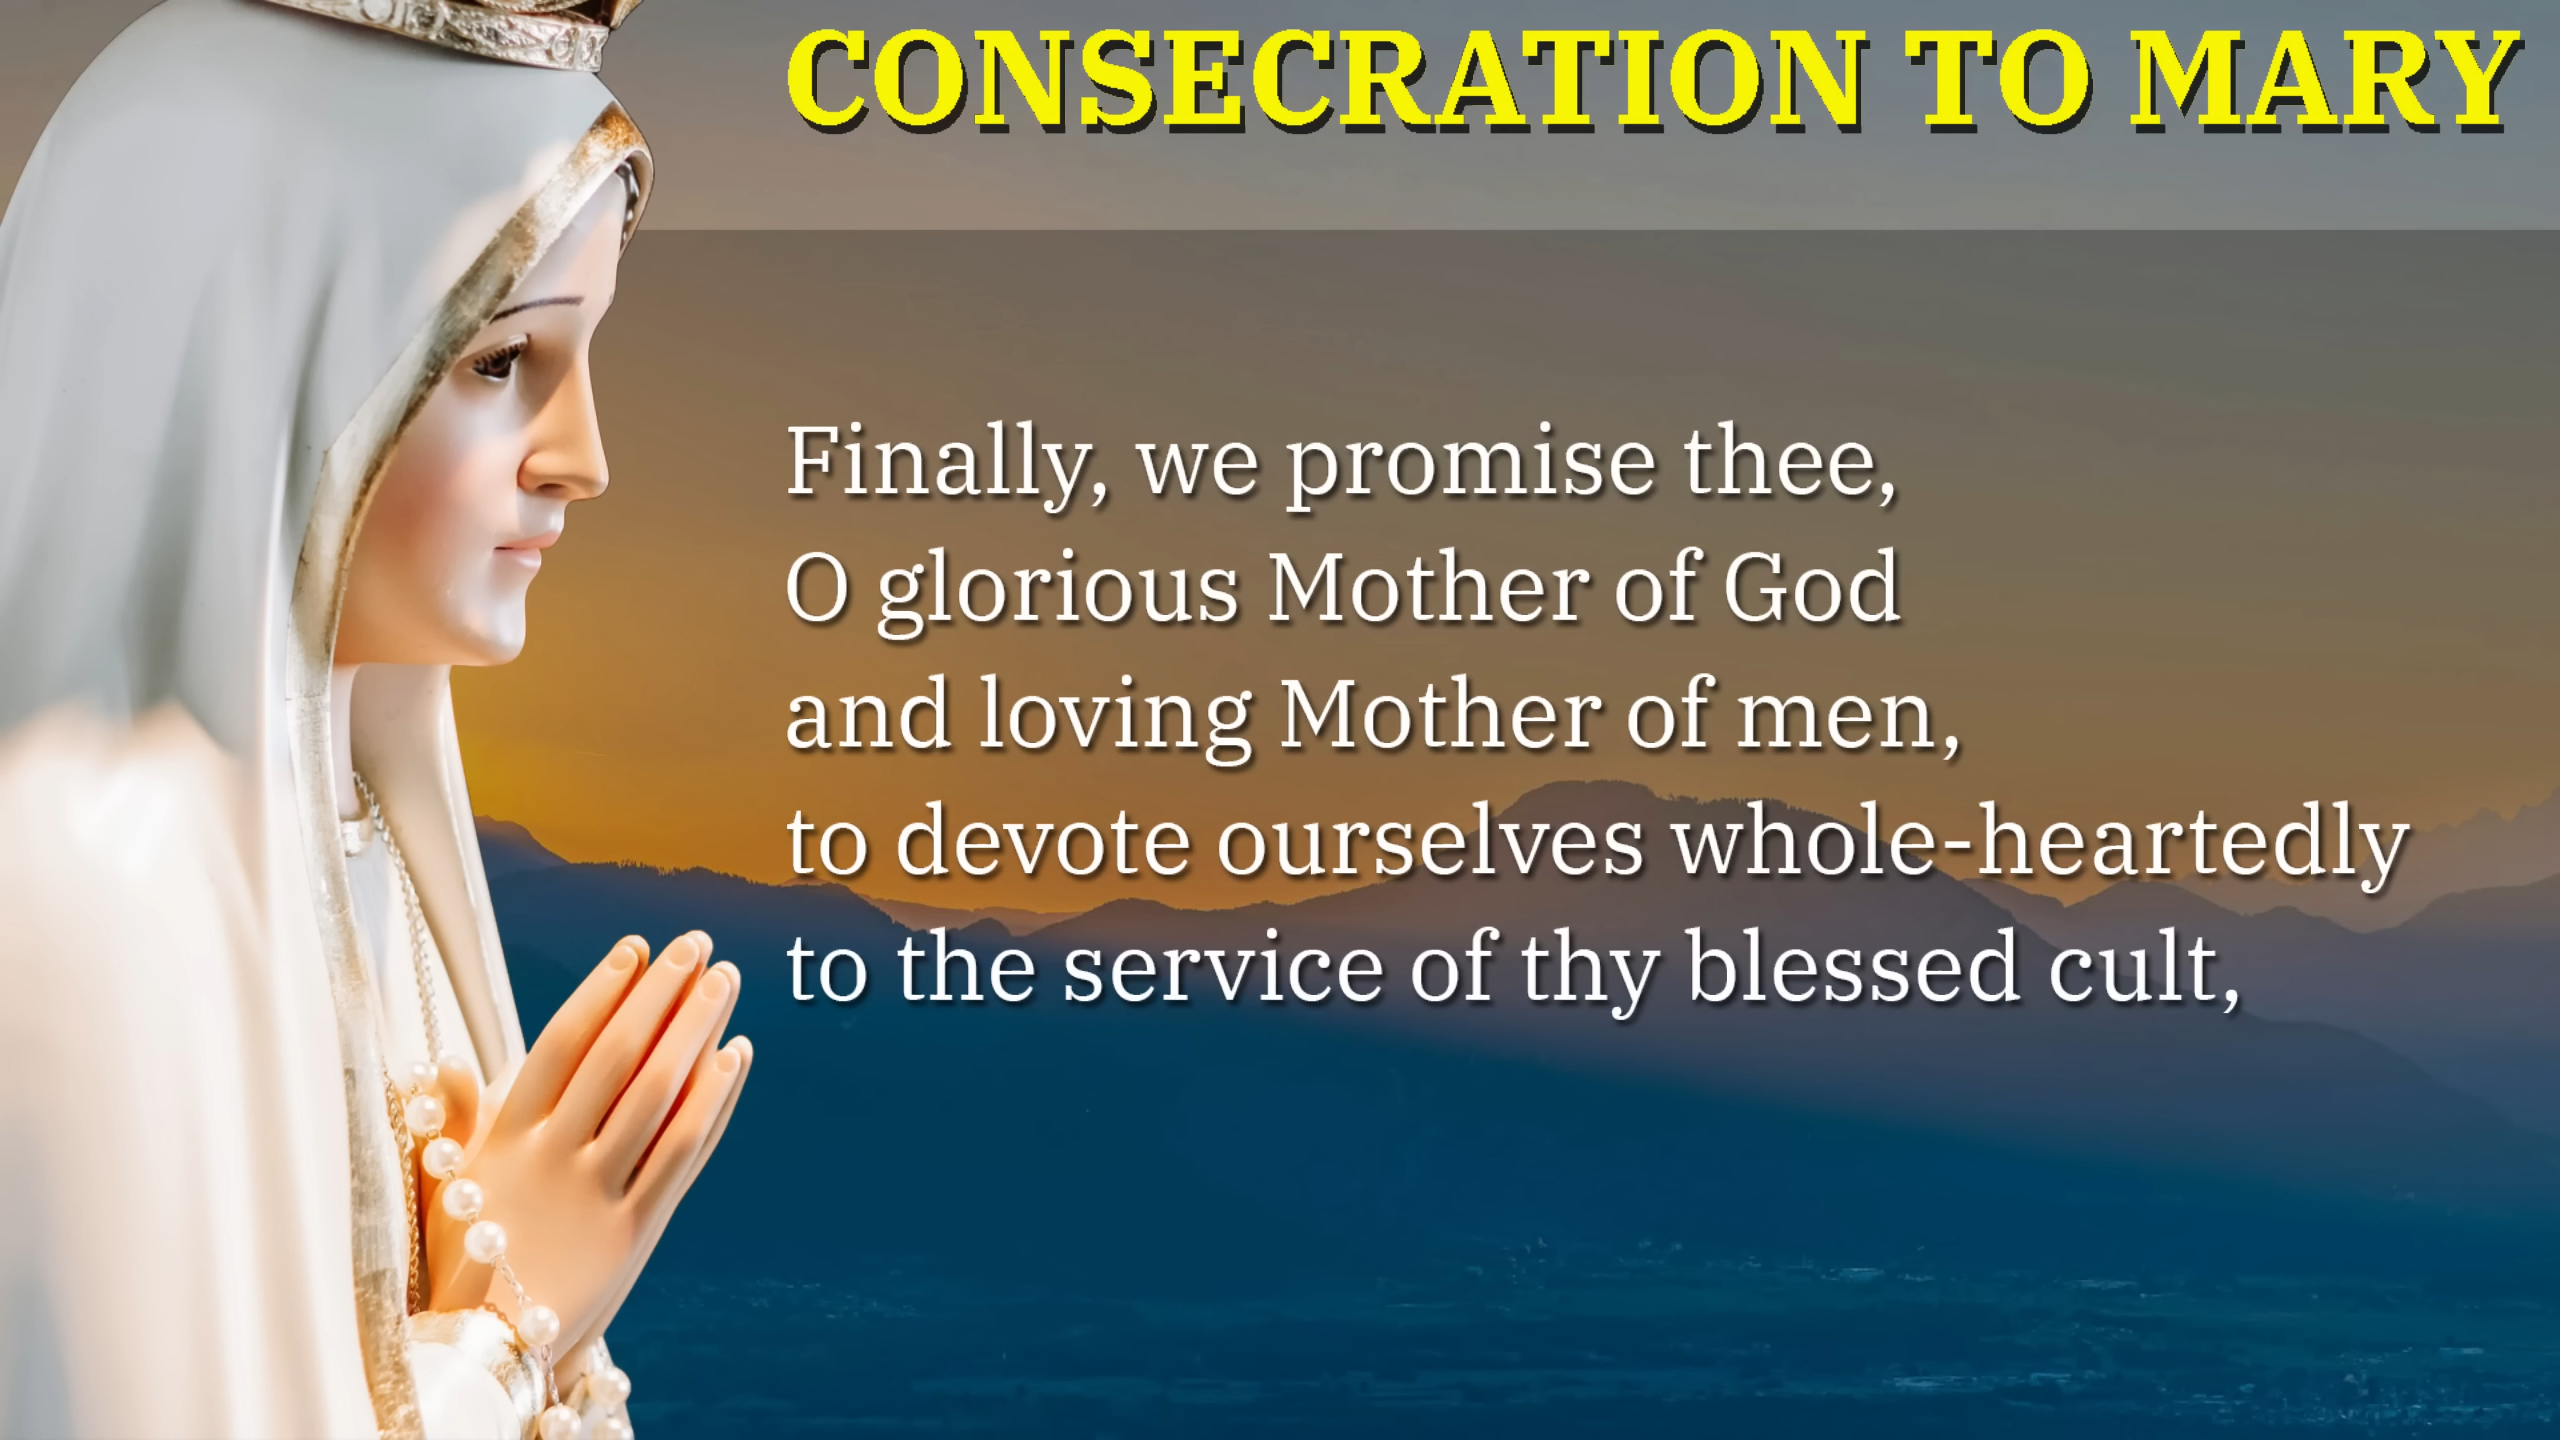 CONSECRATION TO MARY
Finally, we promise thee,
O glorious Mother of God
and loving Mother of men,
to devote ourselves whole-heartedly
to the service of thy blessed cult,